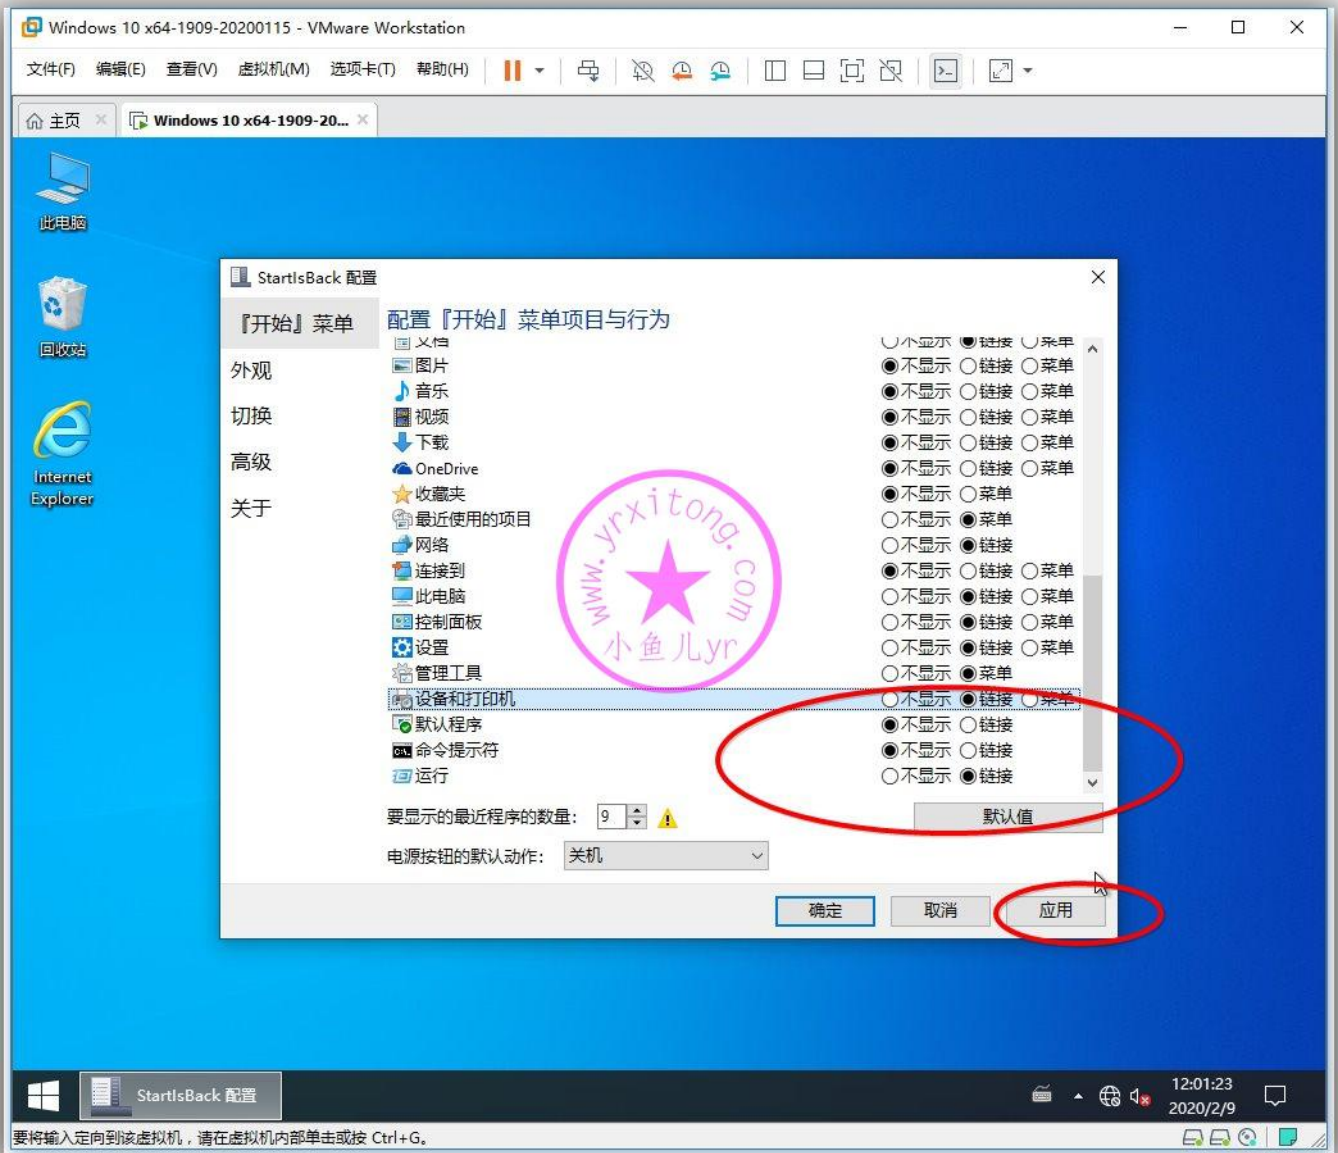 Windows 10 x64-1909-20200115 - VMware Workstation
文件(F) 编辑(E) 查看(V) 虚拟机(M) 选项卡(T) 帮助(H)
主页 Windows 10 x64-1909-20...
此电脑
回收站
Internet
Explorer
StartIsBack 配置
『开始』菜单
外观
切换
高级
关于
配置『开始』菜单项目与行为
文档 不显示 链接 菜单
图片 不显示 链接 菜单
音乐 不显示 链接 菜单
视频 不显示 链接 菜单
下载 不显示 链接 菜单
OneDrive 不显示 链接 菜单
收藏夹 不显示 菜单
最近使用的项目 不显示 菜单
网络 不显示 链接
连接到 不显示 链接 菜单
此电脑 不显示 链接 菜单
控制面板 不显示 链接 菜单
设置 不显示 链接 菜单
管理工具 不显示 菜单
设备和打印机 不显示 链接 菜单
默认程序 不显示 链接
命令提示符 不显示 链接
运行 不显示 链接
www.yrxitong.com
小鱼儿yr
要显示的最近程序的数量: 9 默认值
电源按钮的默认动作: 关机
确定 取消 应用
StartIsBack 配置
12:01:23
2020/2/9
要将输入定向到该虚拟机，请在虚拟机内部单击或按 Ctrl+G。